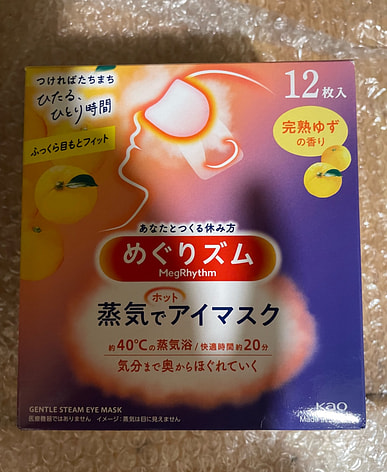 つければたちまち
ひたる、
ひとり時間
ふっくら目もとフィット
12枚入
完熟ゆず
の香り
あなたとつくる休み方
めぐりズム
MegRhythm
ホット
蒸気でアイマスク
約40℃の蒸気浴/快適時間約20分
気分まで奥からほぐれていく
GENTLE STEAM EYE MASK
医療機器ではありません イメージ:蒸気は目に見えません
Kao
Made in